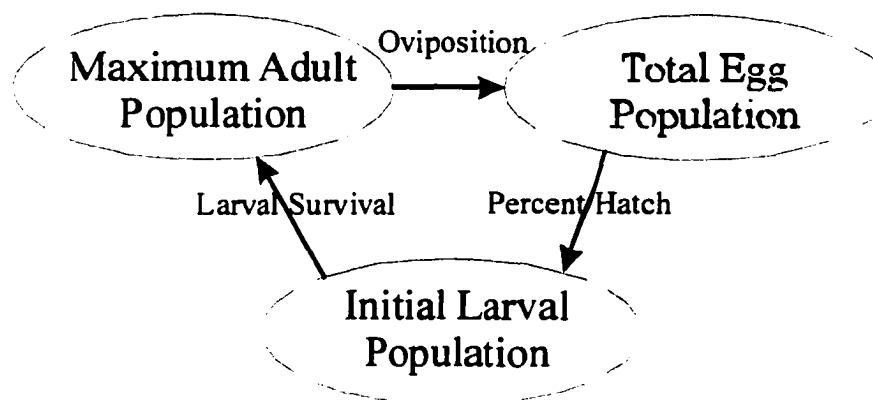 Oviposition
Maximum Adult
Population
Total Egg
Population
Larval Survival
Percent Hatch
Initial Larval
Population